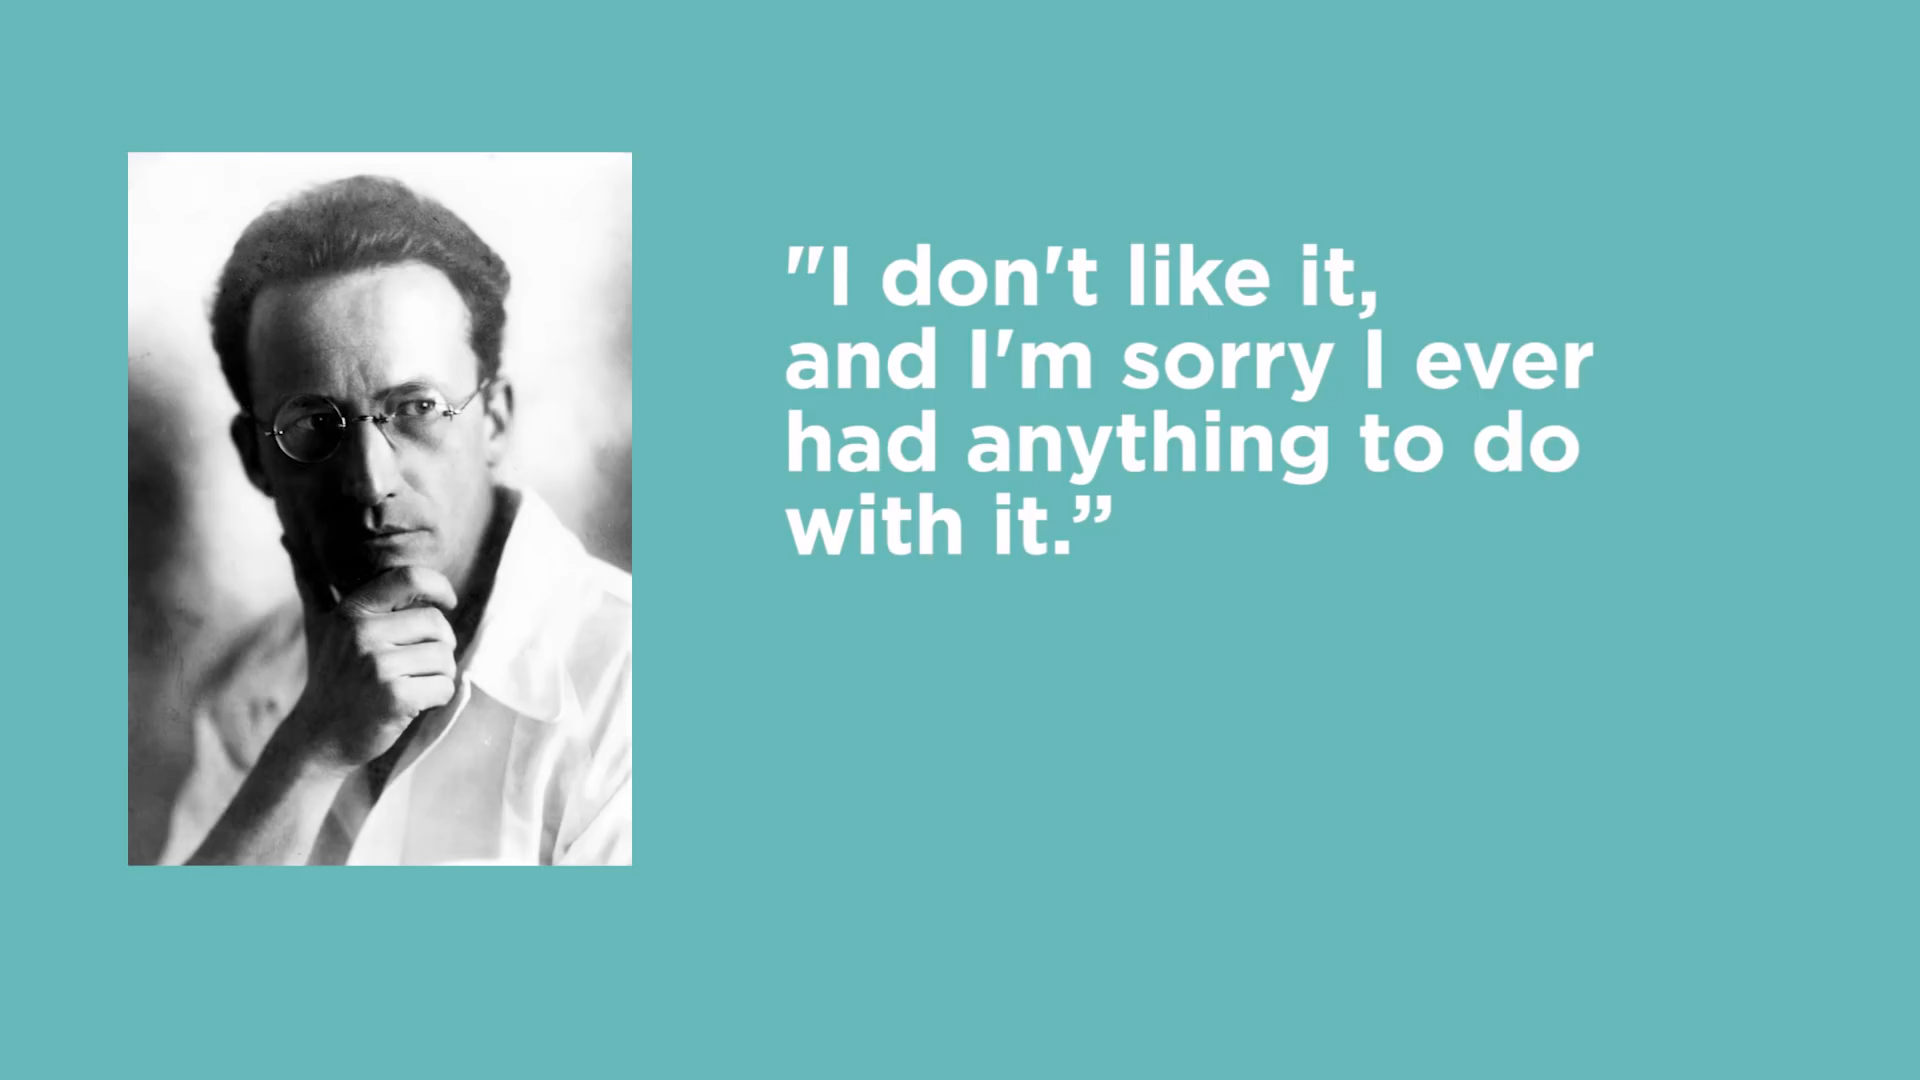 "I don't like it,
and I'm sorry I ever
had anything to do
with it.”